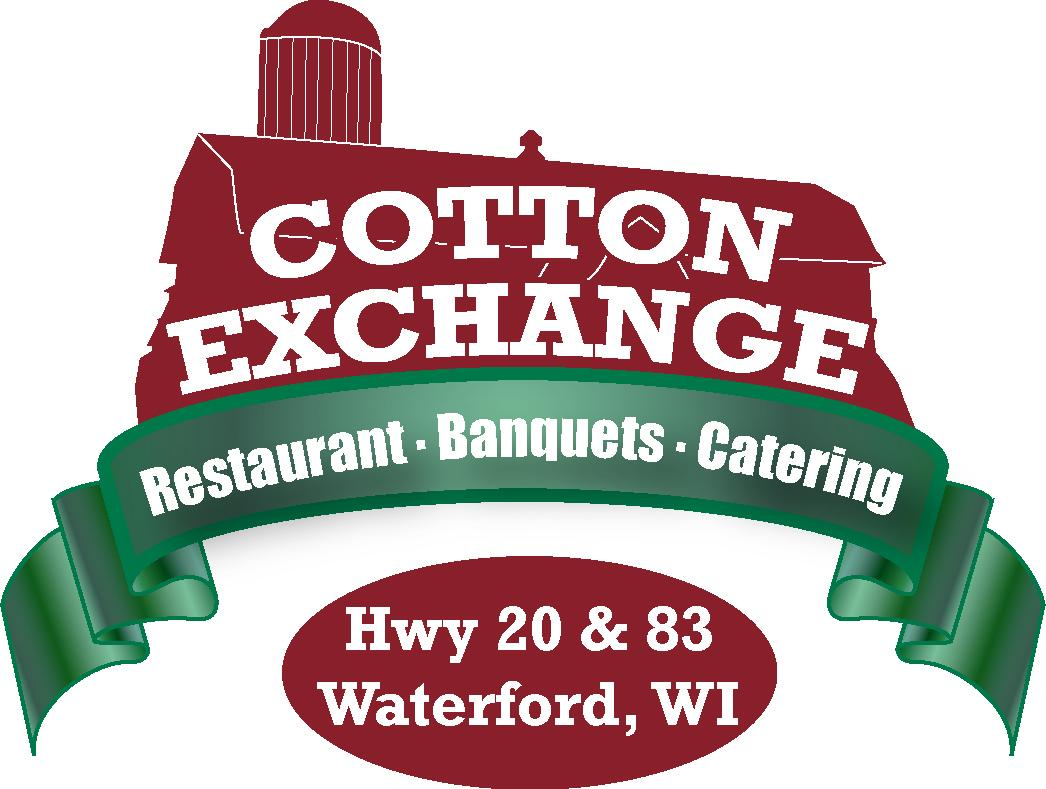 COTTON
EXCHANGE
Restaurant · Banquets · Catering
Hwy 20 & 83
Waterford, WI